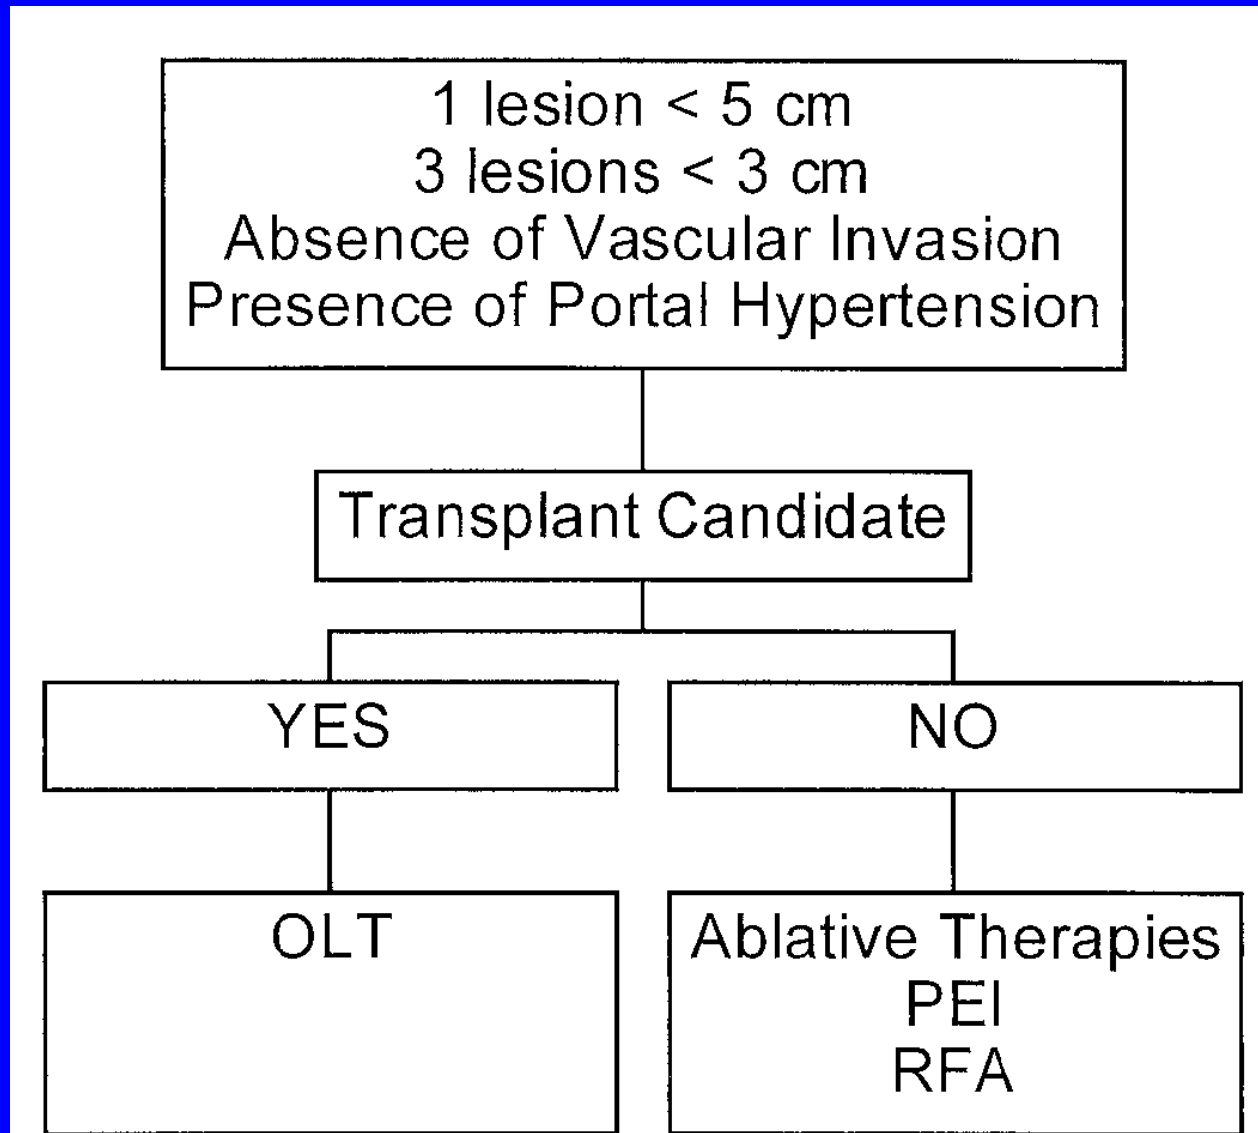 1 lesion < 5 cm
3 lesions < 3 cm
Absence of Vascular Invasion
Presence of Portal Hypertension
Transplant Candidate
YES
NO
OLT
Ablative Therapies
PEI
RFA